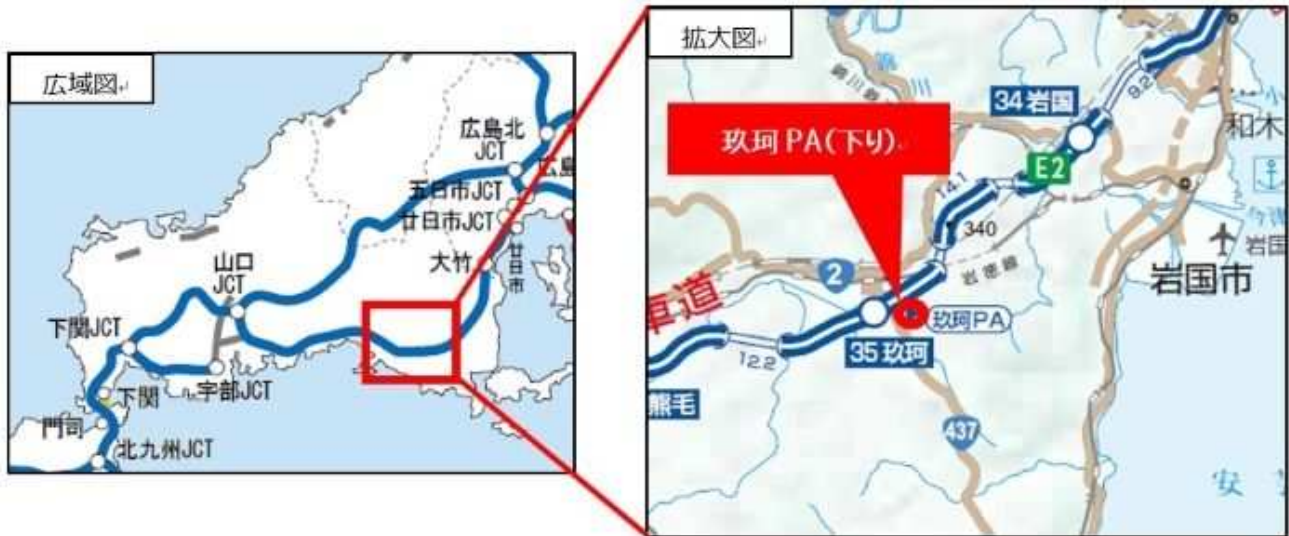 広域図
広島北
JCT
広島
五日市JCT
廿日市JCT
廿日市
大竹
山口
JCT
下関JCT
宇部JCT
下関
門司
北九州JCT
拡大図
玖珂 PA(下り)
34 岩国
9.2
和木
E2
14.1
340
岩徳線
岩国
岩国市
2
車道
玖珂PA
35 玖珂
12.2
熊毛
437
安